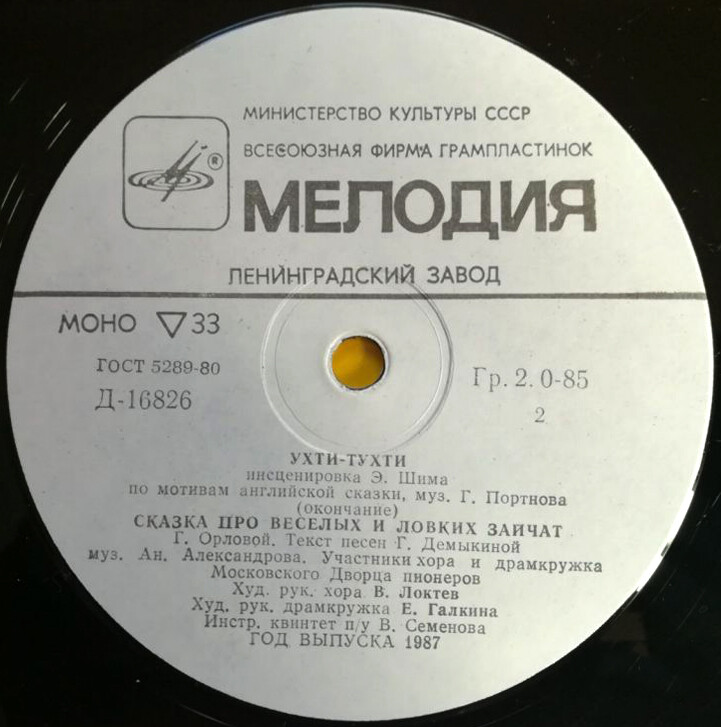 МИНИСТЕРСТВО КУЛЬТУРЫ СССР
®
ВСЕСОЮЗНАЯ ФИРМА ГРАМПЛАСТИНОК
МЕЛОДИЯ
ЛЕНИНГРАДСКИЙ ЗАВОД
МОНО ▽33
ГОСТ 5289-80
Д-16826
Гр. 2. 0-85
2
УХТИ-ТУХТИ
инсценировка Э. Шима
по мотивам английской сказки, муз. Г. Портнова
(окончание)
СКАЗКА ПРО ВЕСЕЛЫХ И ЛОВКИХ ЗАЙЧАТ
Г. Орловой. Текст песен Г. Демыкиной
муз. Ан. Александрова. Участники хора и драмкружка
Московского Дворца пионеров
Худ. рук. хора В. Локтев
Худ. рук. драмкружка Е. Галкина
Инстр. квинтет п/у В. Семенова
ГОД ВЫПУСКА 1987